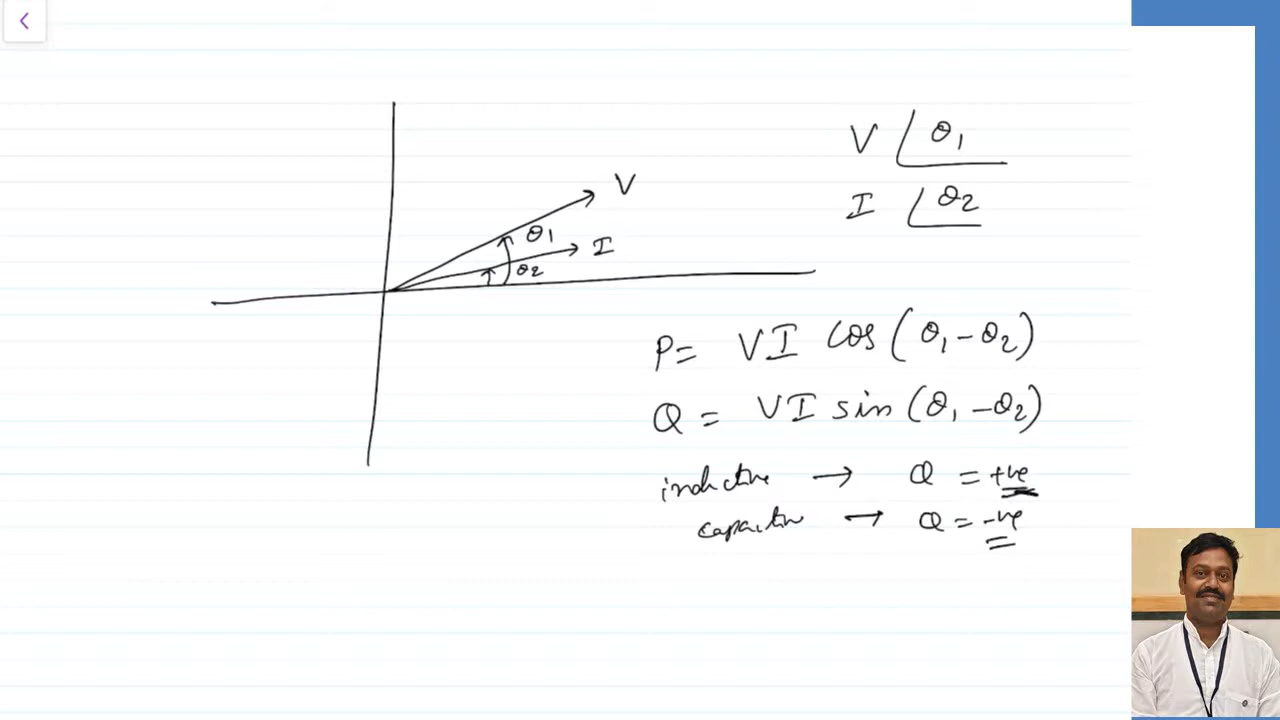 V ∠θ₁
I ∠θ₂
V
θ₁ I
θ₂
P = VI cos(θ₁-θ₂)
Q = VI sin(θ₁-θ₂)
inductive → Q = +ve
capacitive → Q = -ve